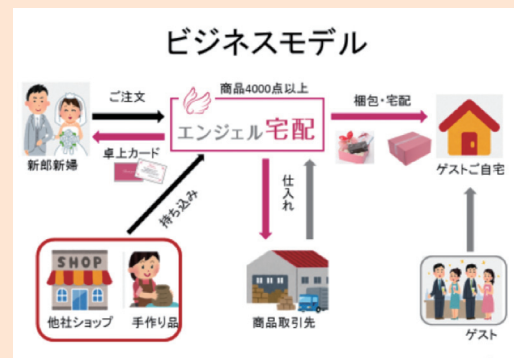 ビジネスモデル
商品4000点以上
ご注文
エンジェル宅配
梱包・宅配
新郎新婦
卓上カード
ゲストご自宅
持ち込み
仕入れ
SHOP
他社ショップ
手作り品
商品取引先
ゲスト